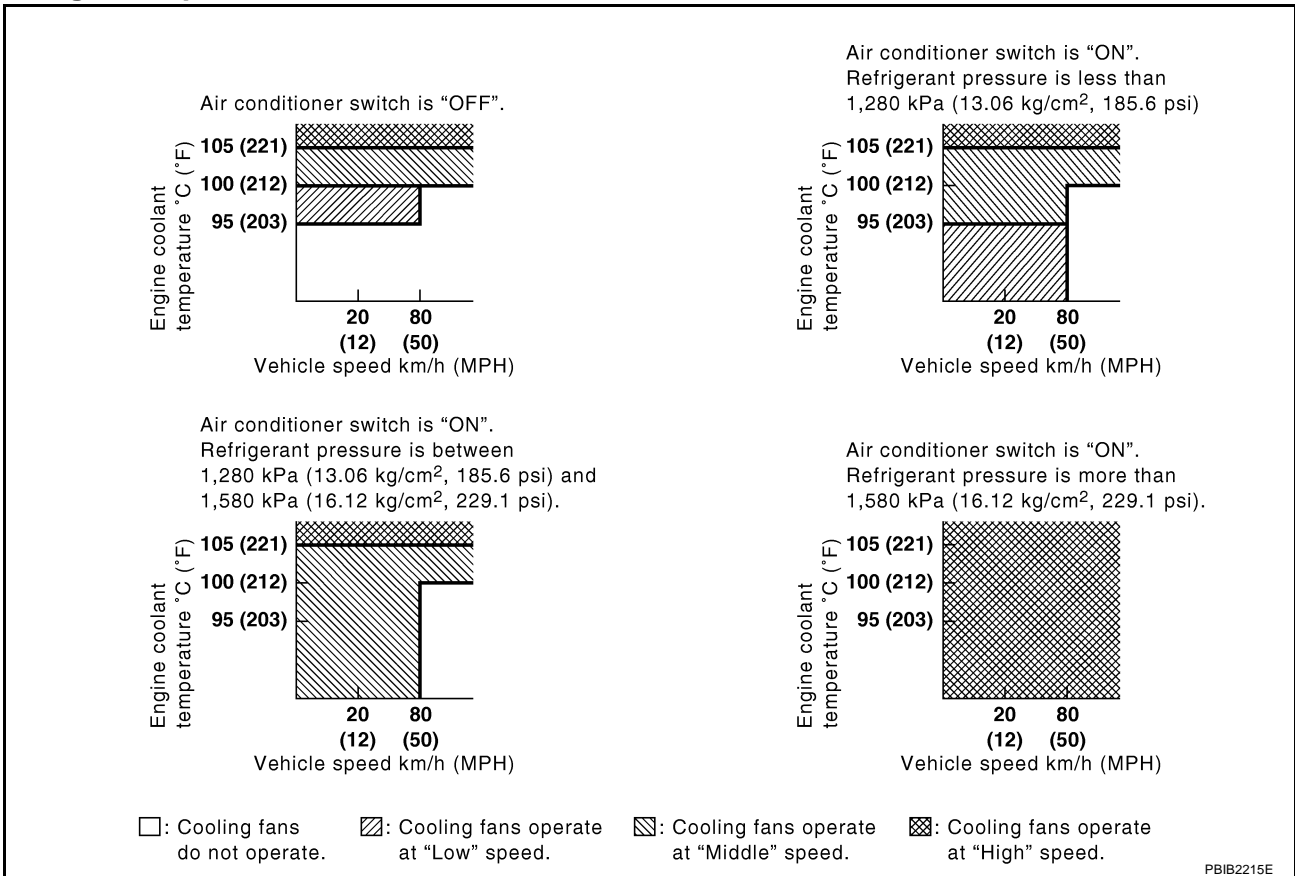 Air conditioner switch is “OFF”.
Engine coolant
temperature ˚C (˚F)
105 (221)
100 (212)
95 (203)
20
80
(12)
(50)
Vehicle speed km/h (MPH)
Air conditioner switch is “ON”.
Refrigerant pressure is less than
1,280 kPa (13.06 kg/cm², 185.6 psi)
Engine coolant
temperature ˚C (˚F)
105 (221)
100 (212)
95 (203)
20
80
(12)
(50)
Vehicle speed km/h (MPH)
Air conditioner switch is “ON”.
Refrigerant pressure is between
1,280 kPa (13.06 kg/cm², 185.6 psi) and
1,580 kPa (16.12 kg/cm², 229.1 psi).
Engine coolant
temperature ˚C (˚F)
105 (221)
100 (212)
95 (203)
20
80
(12)
(50)
Vehicle speed km/h (MPH)
Air conditioner switch is “ON”.
Refrigerant pressure is more than
1,580 kPa (16.12 kg/cm², 229.1 psi).
Engine coolant
temperature ˚C (˚F)
105 (221)
100 (212)
95 (203)
20
80
(12)
(50)
Vehicle speed km/h (MPH)
: Cooling fans
do not operate.
: Cooling fans operate
at “Low” speed.
: Cooling fans operate
at “Middle” speed.
: Cooling fans operate
at “High” speed.
PBIB2215E